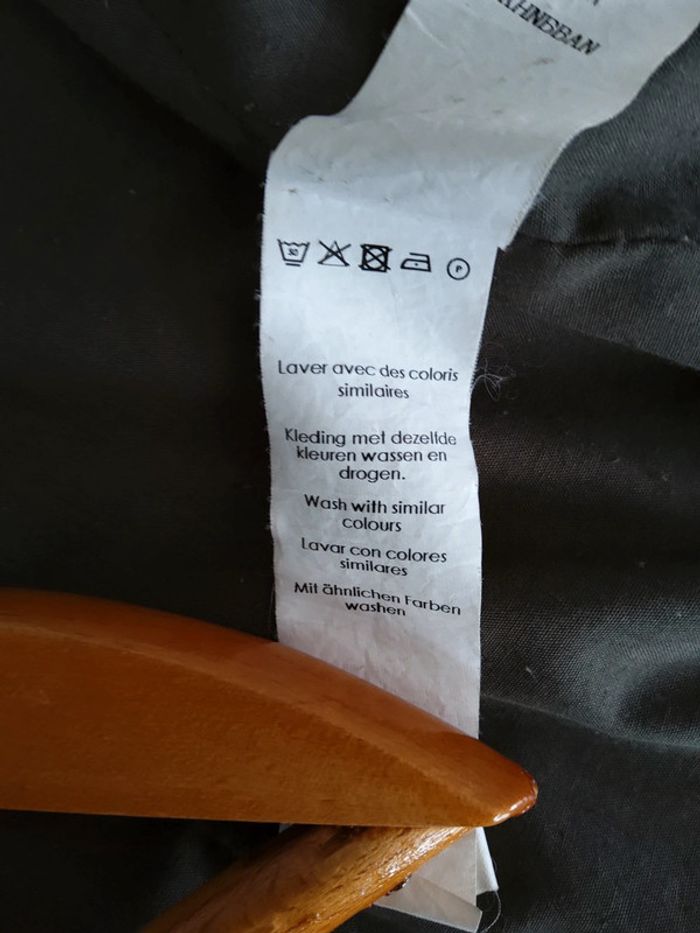 30
P
Laver avec des coloris
similaires
Kleding met dezelfde
kleuren wassen en
drogen.
Wash with similar
colours
Lavar con colores
similares
Mit ähnlichen Farben
washen